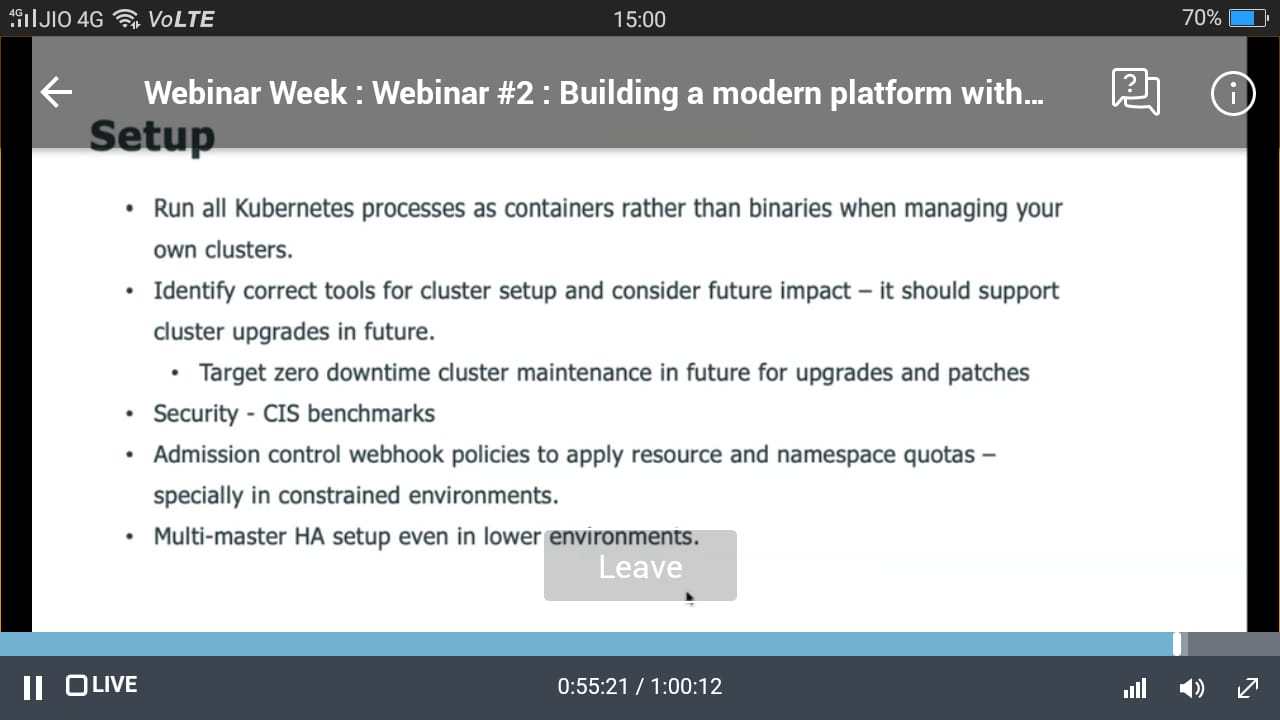 4G JIO 4G VoLTE 15:00 70%
Webinar Week : Webinar #2 : Building a modern platform with...
?
i
Setup
• Run all Kubernetes processes as containers rather than binaries when managing your
own clusters.
• Identify correct tools for cluster setup and consider future impact – it should support
cluster upgrades in future.
• Target zero downtime cluster maintenance in future for upgrades and patches
• Security - CIS benchmarks
• Admission control webhook policies to apply resource and namespace quotas –
specially in constrained environments.
• Multi-master HA setup even in lower environments.
Leave
LIVE 0:55:21 / 1:00:12